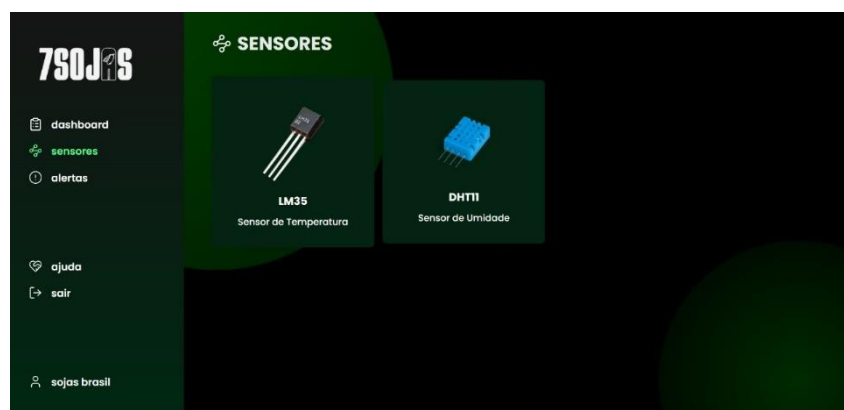 7SOJAS
dashboard
sensores
alertas
ajuda
sair
sojas brasil
SENSORES
LM35
Sensor de Temperatura
DHT11
Sensor de Umidade